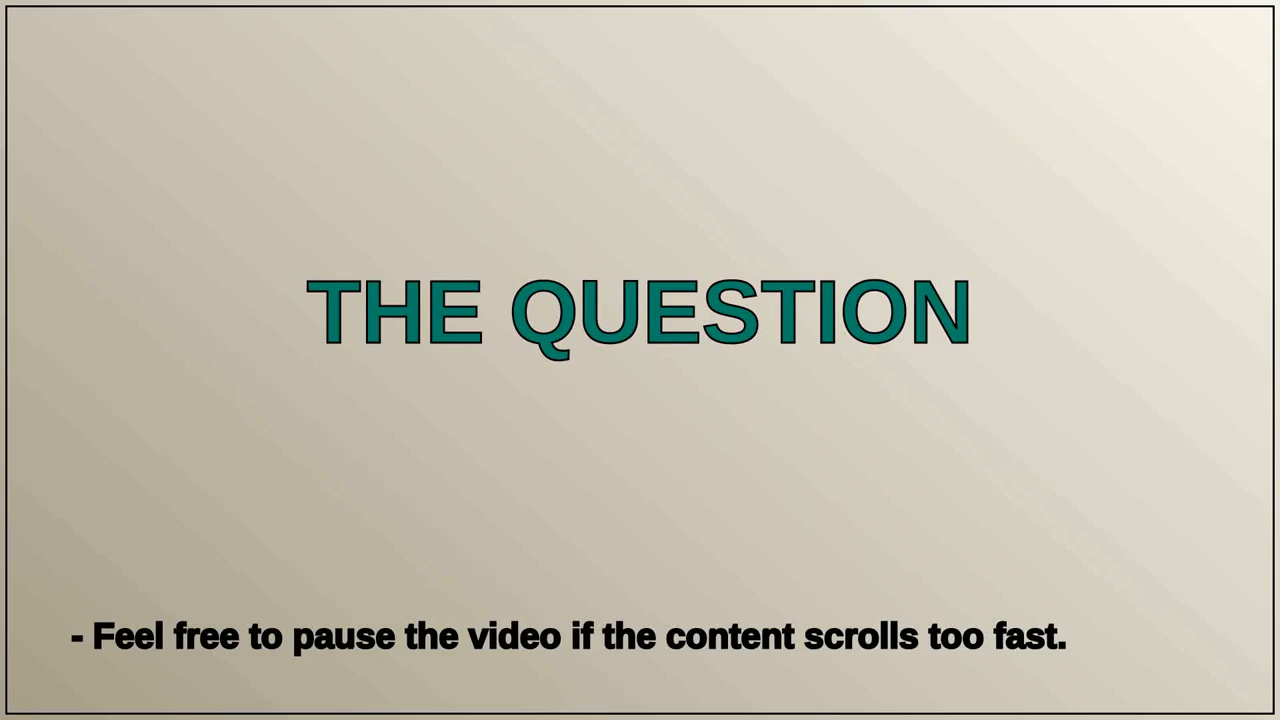 THE QUESTION
- Feel free to pause the video if the content scrolls too fast.